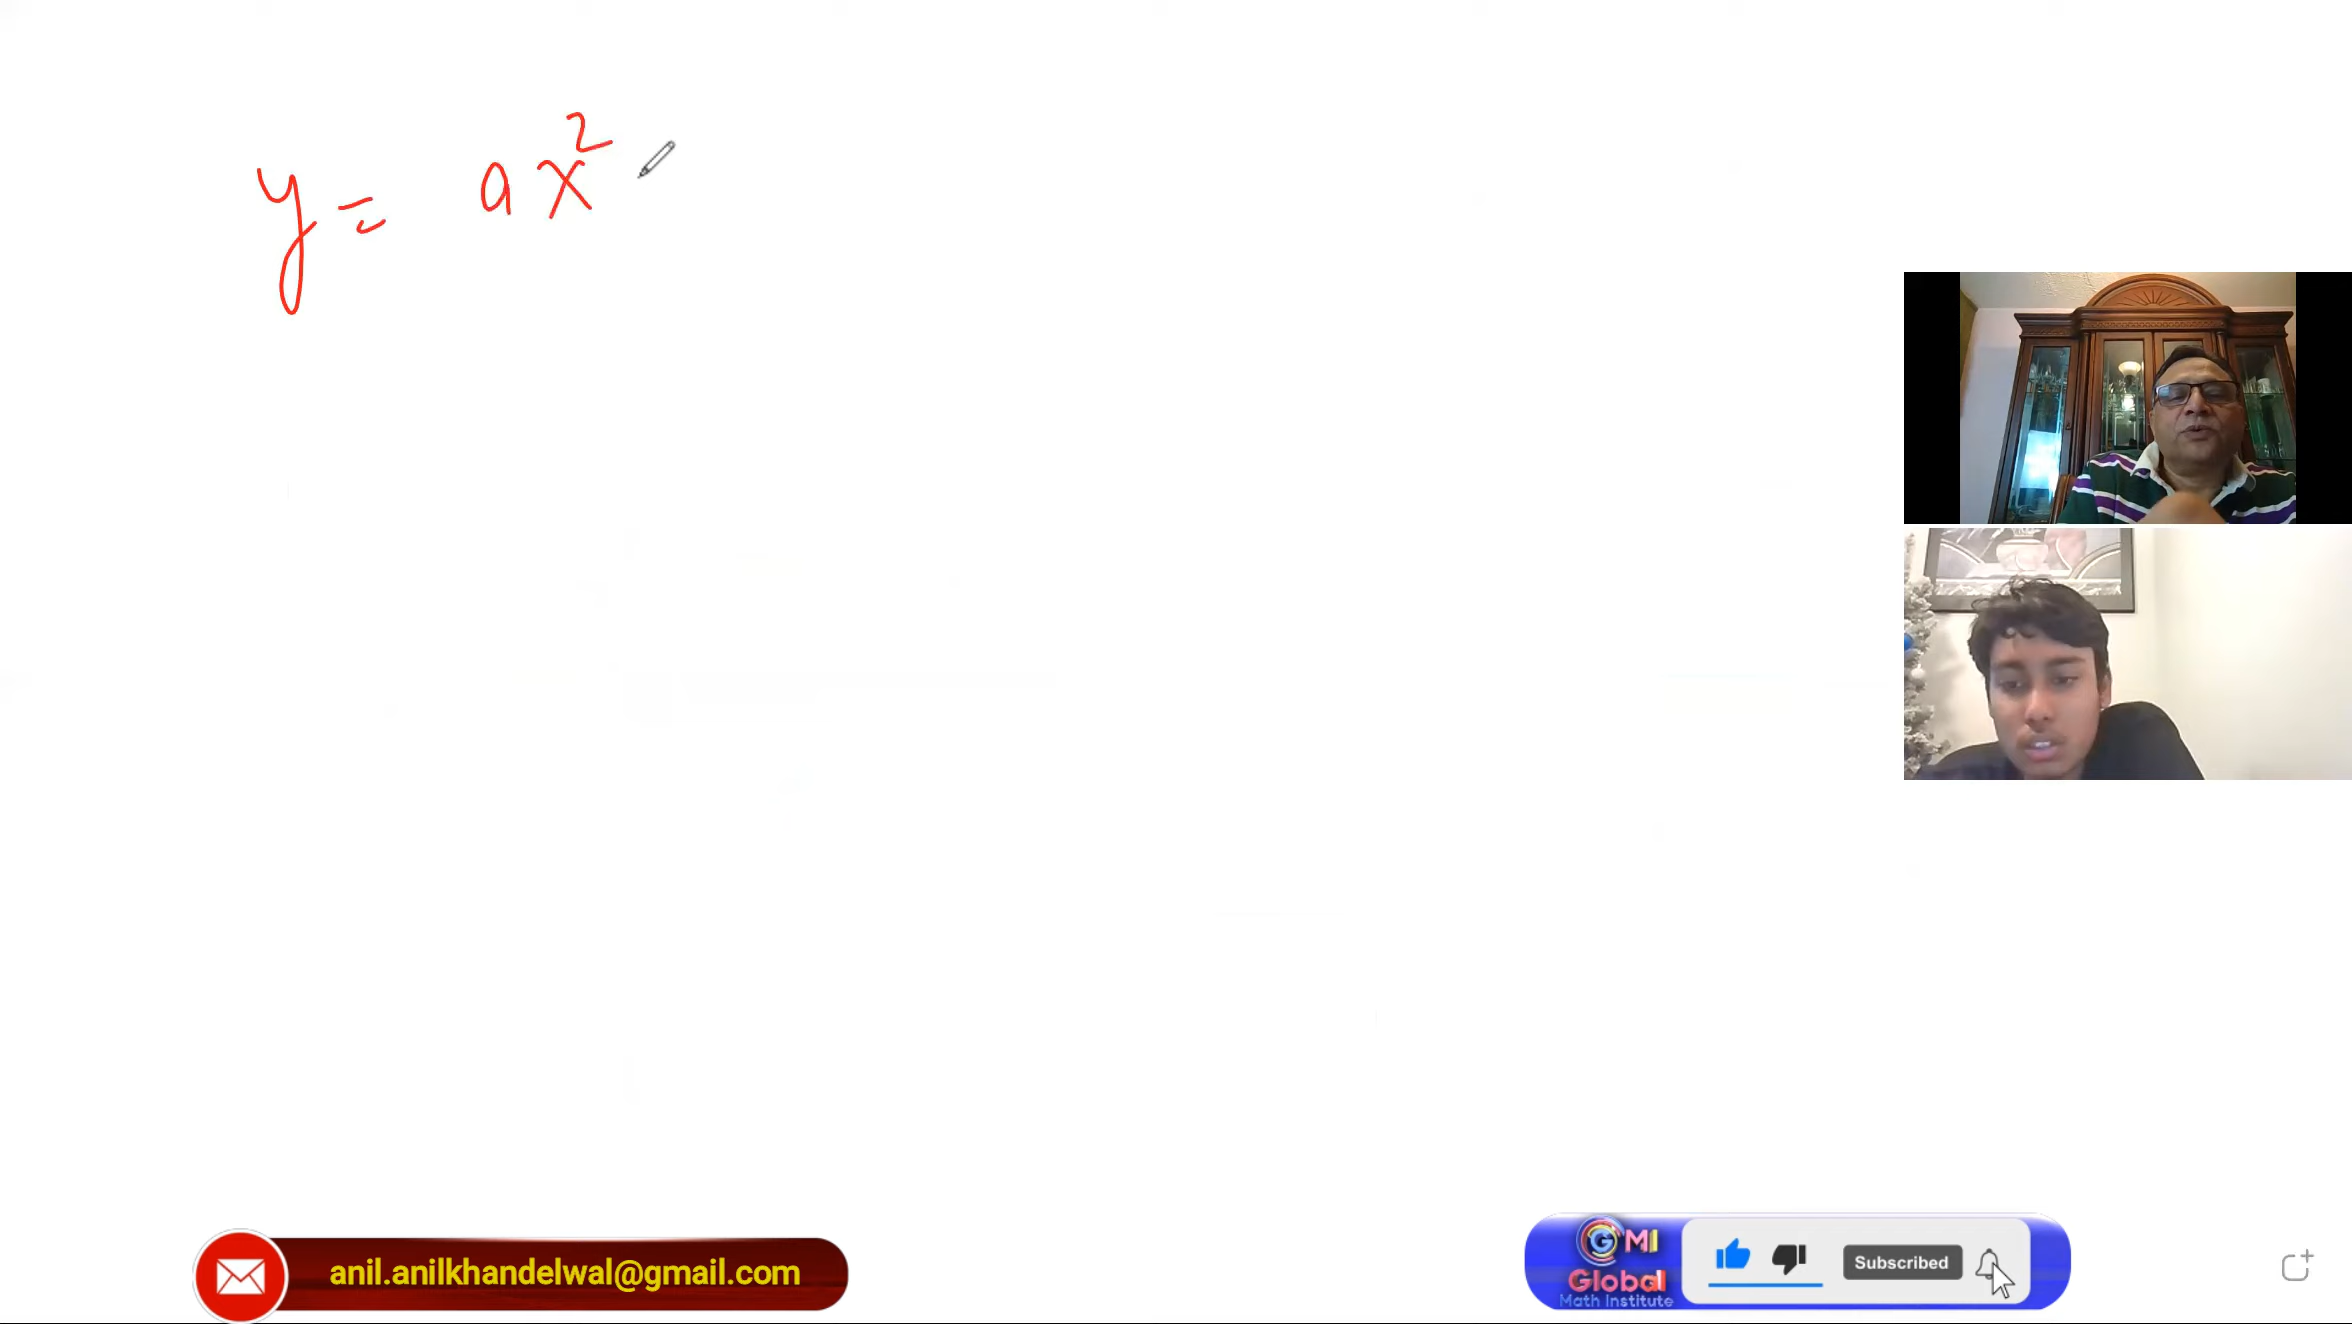 y = ax²
anil.anilkhandelwal@gmail.com
GMI
Global
Math Institute
Subscribed